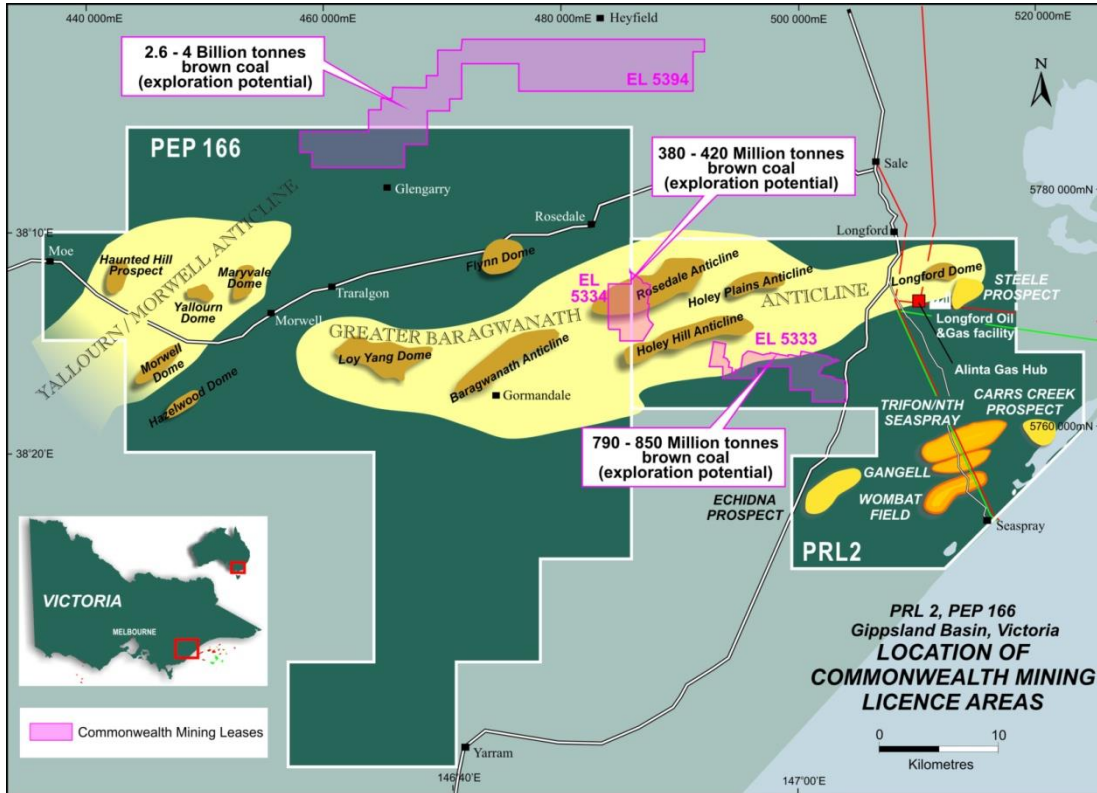 440 000mE
460 000mE
480 000mE
500 000mE
520 000mE
Heyfield
2.6 - 4 Billion tonnes
brown coal
(exploration potential)
EL 5394
N
PEP 166
380 - 420 Million tonnes
brown coal
(exploration potential)
Sale
Glengarry
5780 000mN
YALLOURN / MORWELL ANTICLINE
38°10'
Rosedale
Longford
Moe
Haunted Hill
Prospect
Maryvale
Dome
Flynn Dome
EL
5334
Rosedale Anticline
Longford Dome
STEELE
PROSPECT
Yallourn
Dome
Traralgon
Holey Plains Anticline
ANTICLINE
Morwell
GREATER BARAGWANATH
Longford Oil
&Gas facility
Holey Hill Anticline
EL 5333
Morwell
Dome
Loy Yang Dome
Baragwanath Anticline
Alinta Gas Hub
Hazelwood Dome
Gormandale
TRIFON/NTH
SEASPRAY
CARRS CREEK
PROSPECT
5760 000mN
38°20'
790 - 850 Million tonnes
brown coal
(exploration potential)
GANGELL
ECHIDNA
PROSPECT
WOMBAT
FIELD
Seaspray
PRL2
VICTORIA
MELBOURNE
PRL 2, PEP 166
Gippsland Basin, Victoria
LOCATION OF
COMMONWEALTH MINING
LICENCE AREAS
Commonwealth Mining Leases
0
10
Kilometres
Yarram
146°40'E
147°00'E